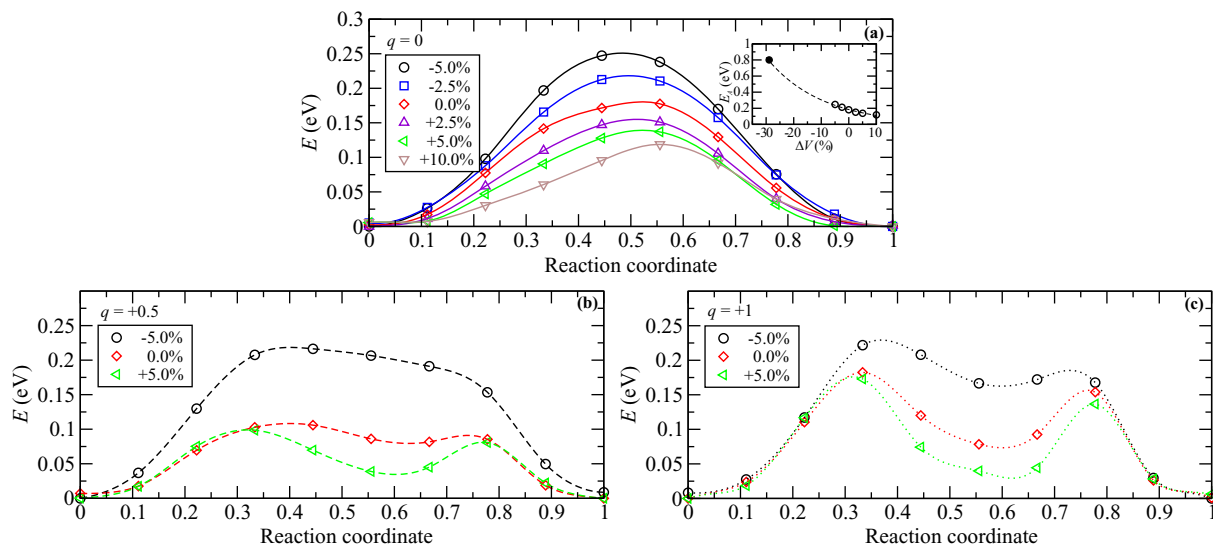 (a)
q = 0
-5.0%
-2.5%
0.0%
+2.5%
+5.0%
+10.0%
E (eV)
0.3
0.25
0.2
0.15
0.1
0.05
0
0 0.1 0.2 0.3 0.4 0.5 0.6 0.7 0.8 0.9 1
Reaction coordinate
E_A (eV)
1
0.8
0.6
0.4
0.2
0
-30 -20 -10 0 10
ΔV(%)
(b)
q = +0.5
-5.0%
0.0%
+5.0%
E (eV)
0.25
0.2
0.15
0.1
0.05
0
0 0.1 0.2 0.3 0.4 0.5 0.6 0.7 0.8 0.9 1
Reaction coordinate
(c)
q = +1
-5.0%
0.0%
+5.0%
E (eV)
0.25
0.2
0.15
0.1
0.05
0
0 0.1 0.2 0.3 0.4 0.5 0.6 0.7 0.8 0.9 1
Reaction coordinate